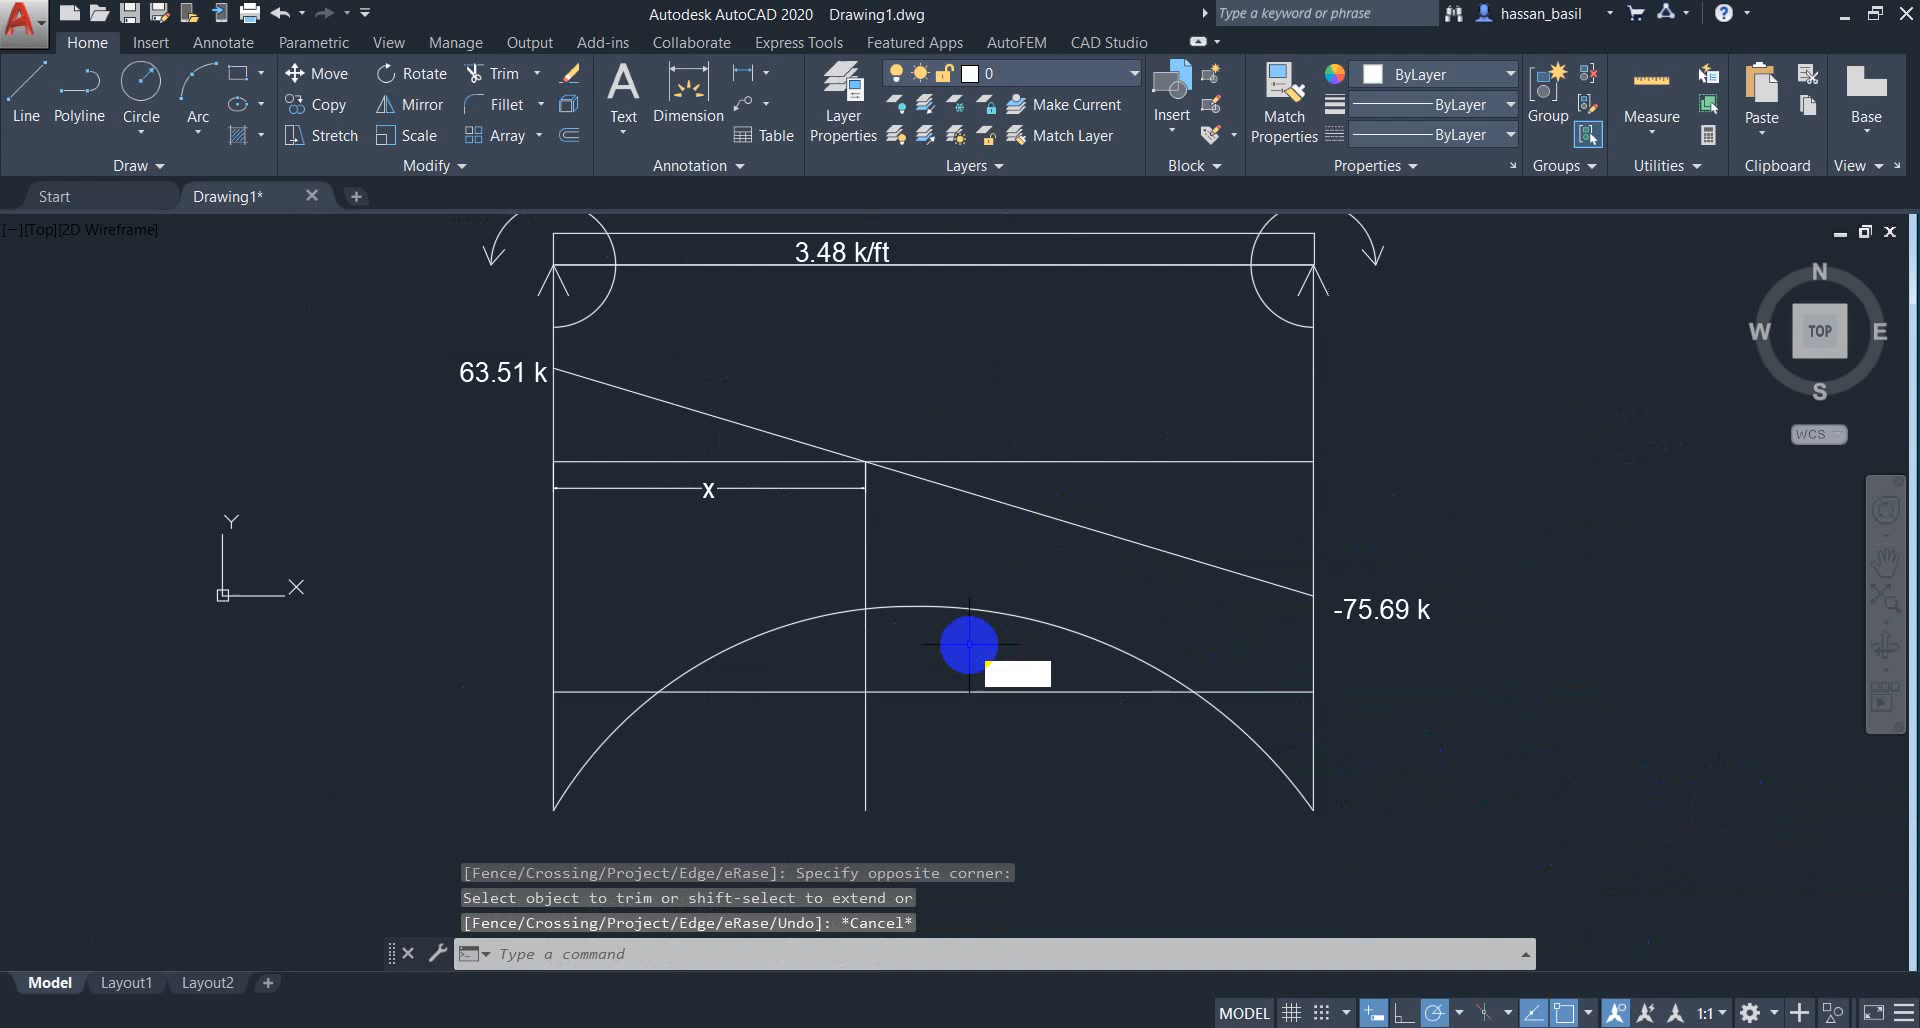 Autodesk AutoCAD 2020 Drawing1.dwg
Type a keyword or phrase
hassan_basil
Home Insert Annotate Parametric View Manage Output Add-ins Collaborate Express Tools Featured Apps AutoFEM CAD Studio
Line Polyline Circle Arc
Move Rotate Trim
Copy Mirror Fillet
Stretch Scale Array
Text Dimension Table
Layer Properties
0
Make Current
Match Layer
Insert
Match Properties
ByLayer
ByLayer
ByLayer
Group
Measure
Paste
Base
Draw Modify Annotation Layers Block Properties Groups Utilities Clipboard View
Start Drawing1*
[−][Top][2D Wireframe]
3.48 k/ft
63.51 k
X
-75.69 k
N
W TOP E
S
WCS
Y
X
[Fence/Crossing/Project/Edge/eRase]: Specify opposite corner:
Select object to trim or shift-select to extend or
[Fence/Crossing/Project/Edge/eRase/Undo]: *Cancel*
Type a command
Model Layout1 Layout2
MODEL 1:1